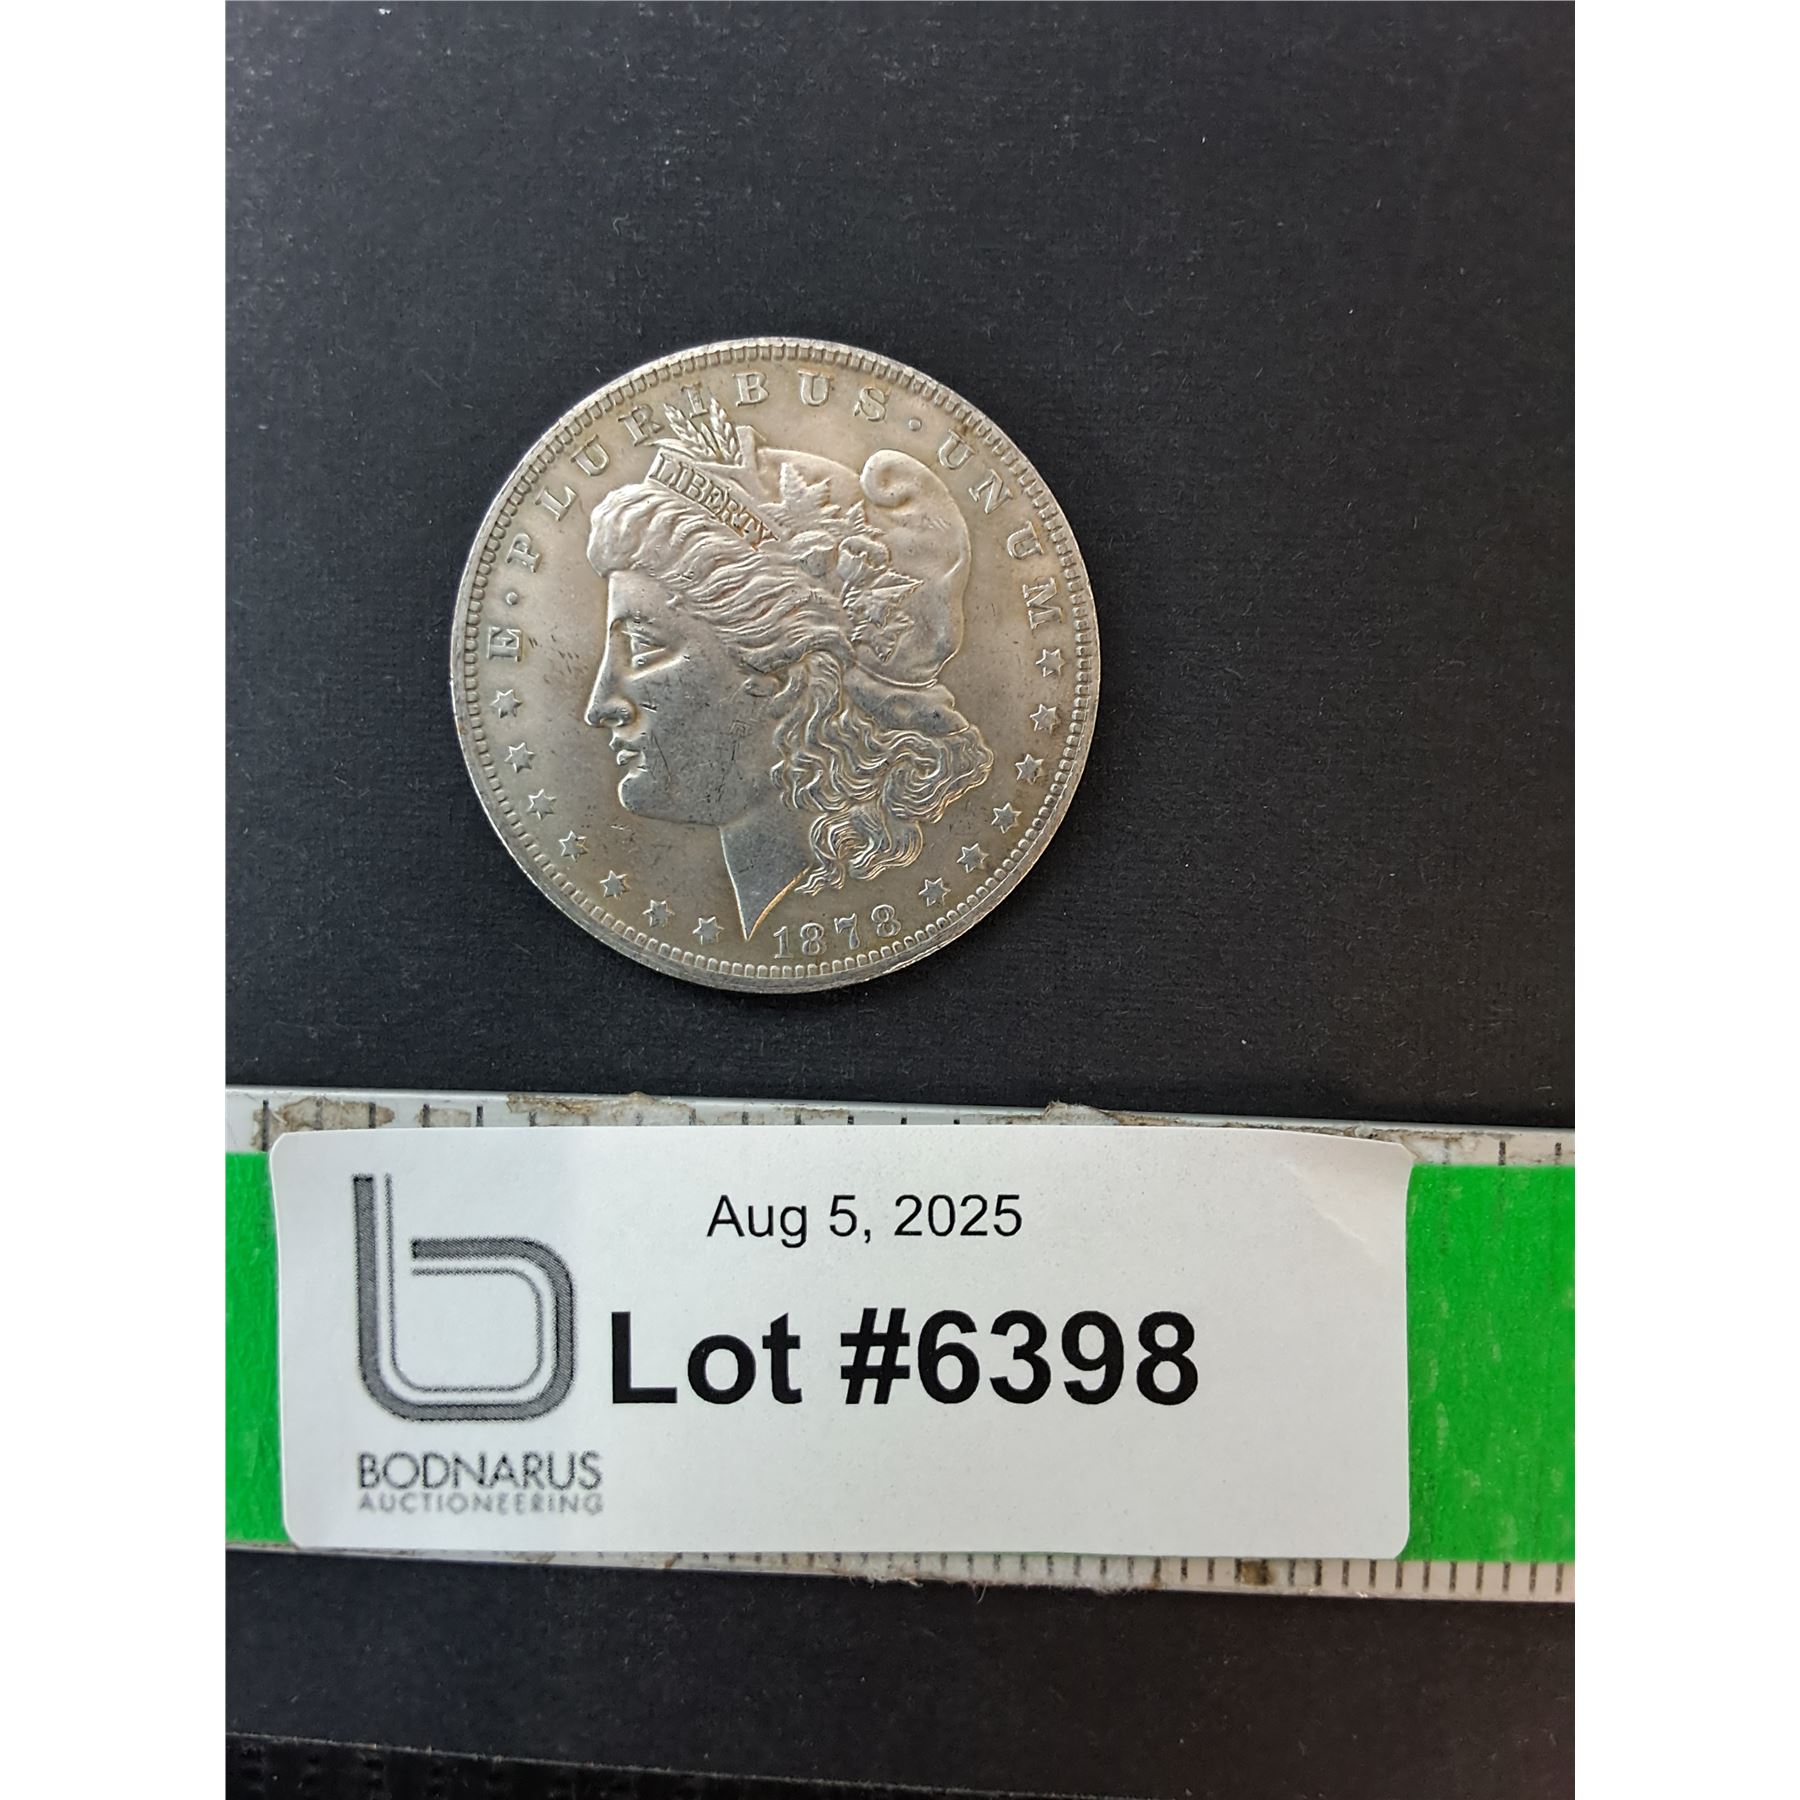 E · PLURIBUS · UNUM
LIBERTY
1878
Aug 5, 2025
Lot #6398
b
BODNARUS
AUCTIONEERING